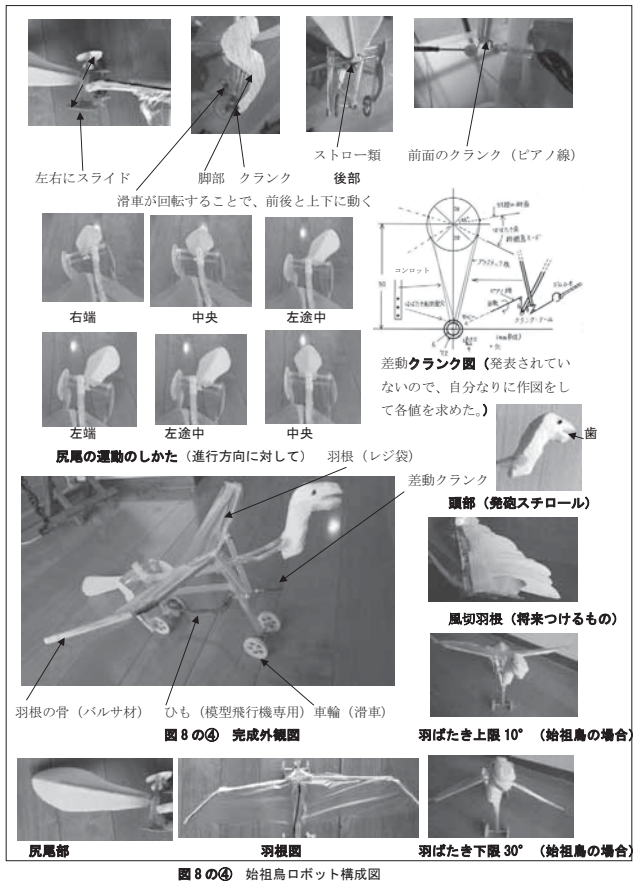 左右にスライド
脚部 クランク
ストロー類
後部
前面のクランク（ピアノ線）
滑車が回転することで、前後と上下に動く
右端
中央
左途中
左端
左途中
中央
尻尾の運動のしかた（進行方向に対して）
コンロット
差動クランク図（発表されてい
ないので、自分なりに作図をし
て各値を求めた。）
歯
頭部（発砲スチロール）
羽根（レジ袋）
差動クランク
風切羽根（将来つけるもの）
羽根の骨（バルサ材）
ひも（模型飛行機専用）
車輪（滑車）
図8の④ 完成外観図
羽ばたき上限10°（始祖鳥の場合）
尻尾部
羽根図
羽ばたき下限30°（始祖鳥の場合）
図8の④ 始祖鳥ロボット構成図